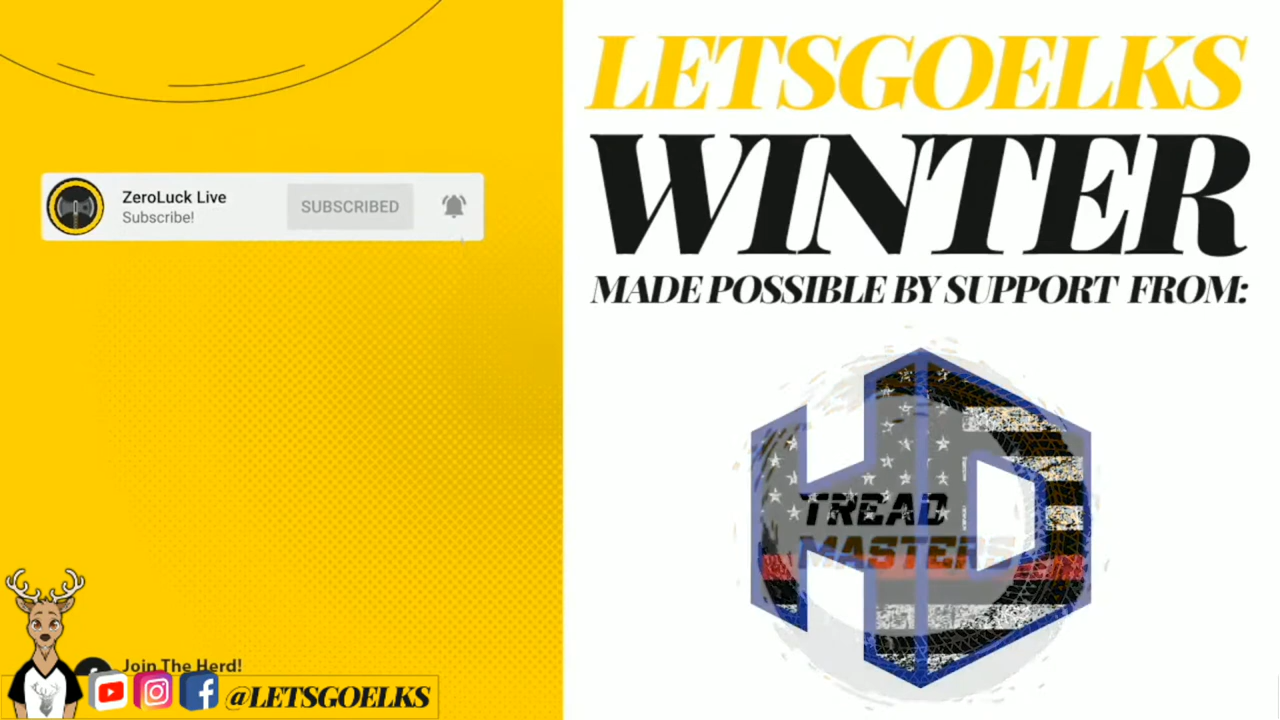 LETSGOELKS
WINTER
MADE POSSIBLE BY SUPPORT FROM:
ZeroLuck Live
Subscribe!
SUBSCRIBED
TREAD
MASTERS
HD
Join The Herd!
@LETSGOELKS